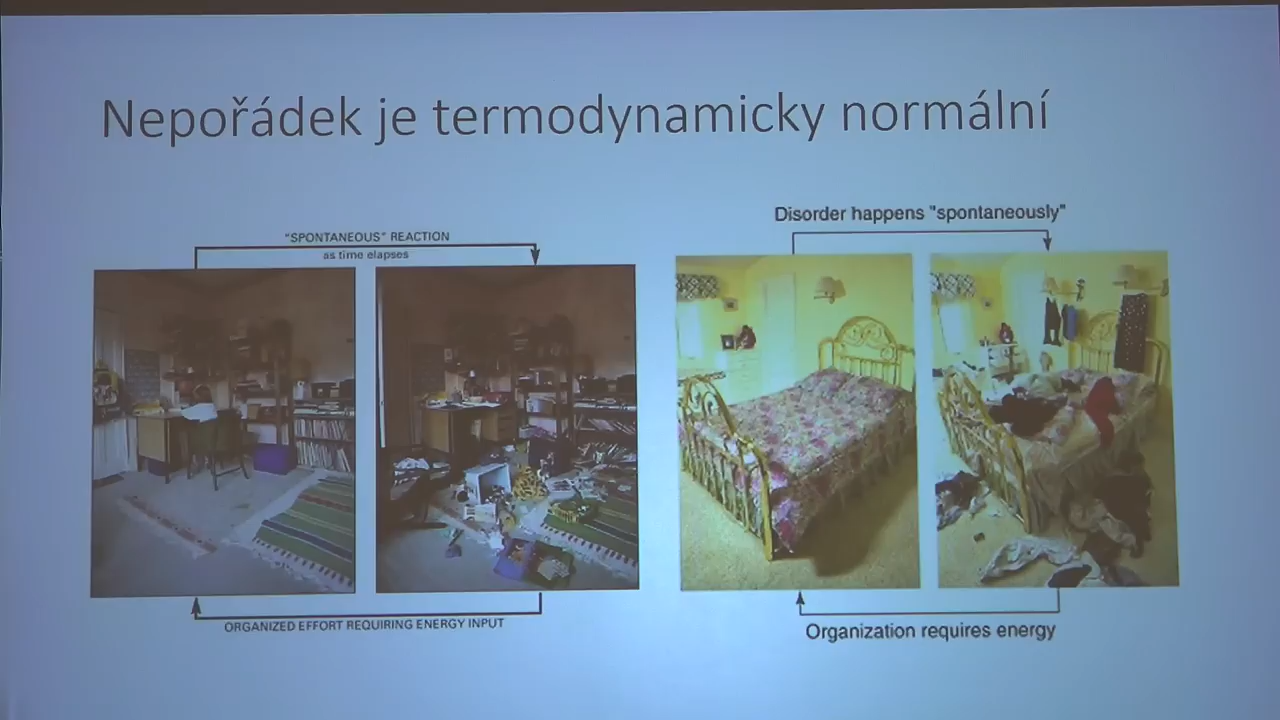 Nepořádek je termodynamicky normální
"SPONTANEOUS" REACTION
as time elapses
ORGANIZED EFFORT REQUIRING ENERGY INPUT
Disorder happens "spontaneously"
Organization requires energy